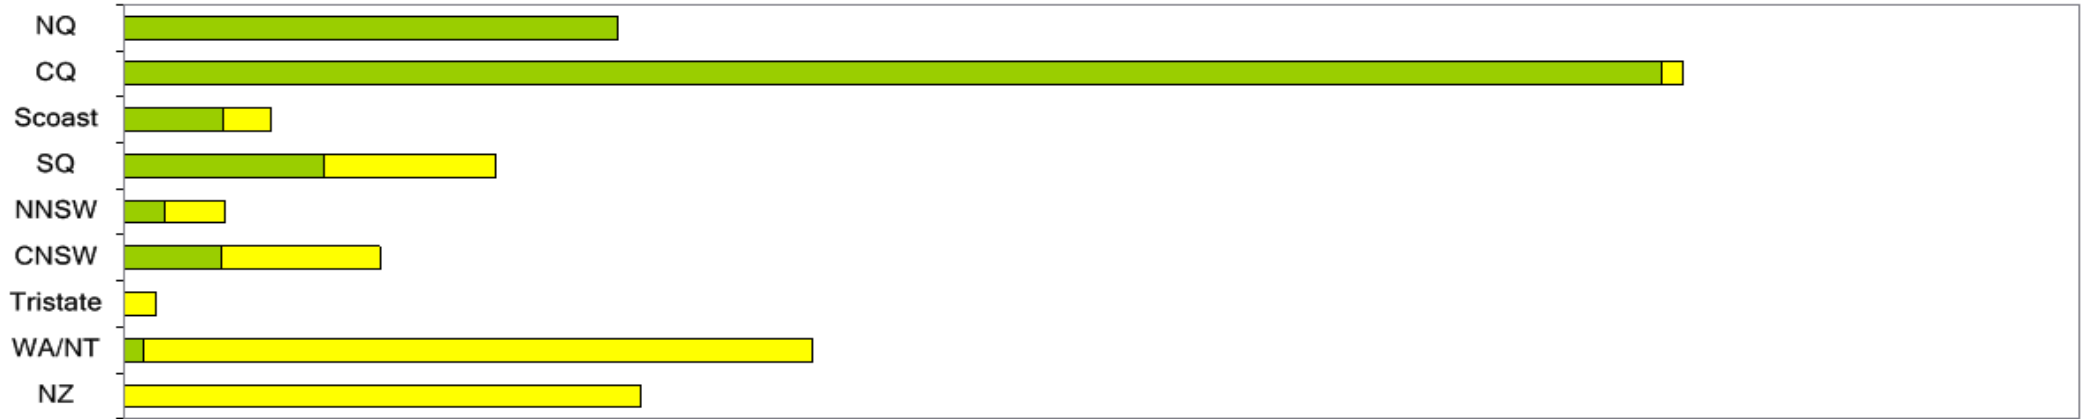 NQ
CQ
Scoast
SQ
NNSW
CNSW
Tristate
WA/NT
NZ